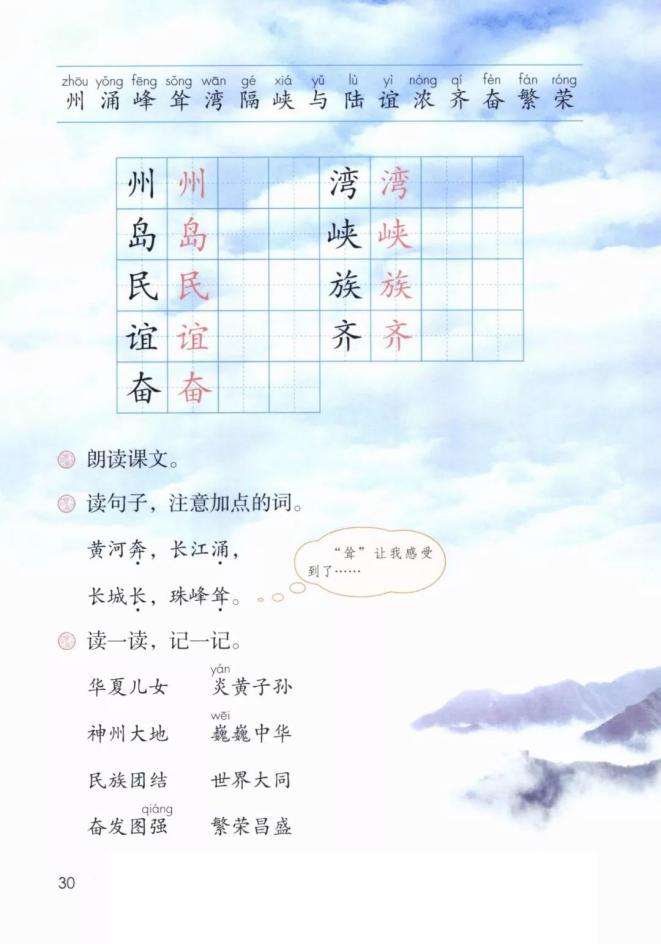 zhōu yǒng fēng sǒng wān gé xiá yǔ lù yì nóng qí fèn fán róng
州 涌 峰 耸 湾 隔 峡 与 陆 谊 浓 齐 奋 繁 荣
州 州 湾 湾
岛 岛 峡 峡
民 民 族 族
谊 谊 齐 齐
奋 奋
朗读课文。
读句子，注意加点的词。
黄河奔，长江涌，
长城长，珠峰耸。
“耸”让我感受
到了……
读一读，记一记。
yán
华夏儿女 炎黄子孙
wēi
神州大地 巍巍中华
民族团结 世界大同
qiáng
奋发图强 繁荣昌盛
30